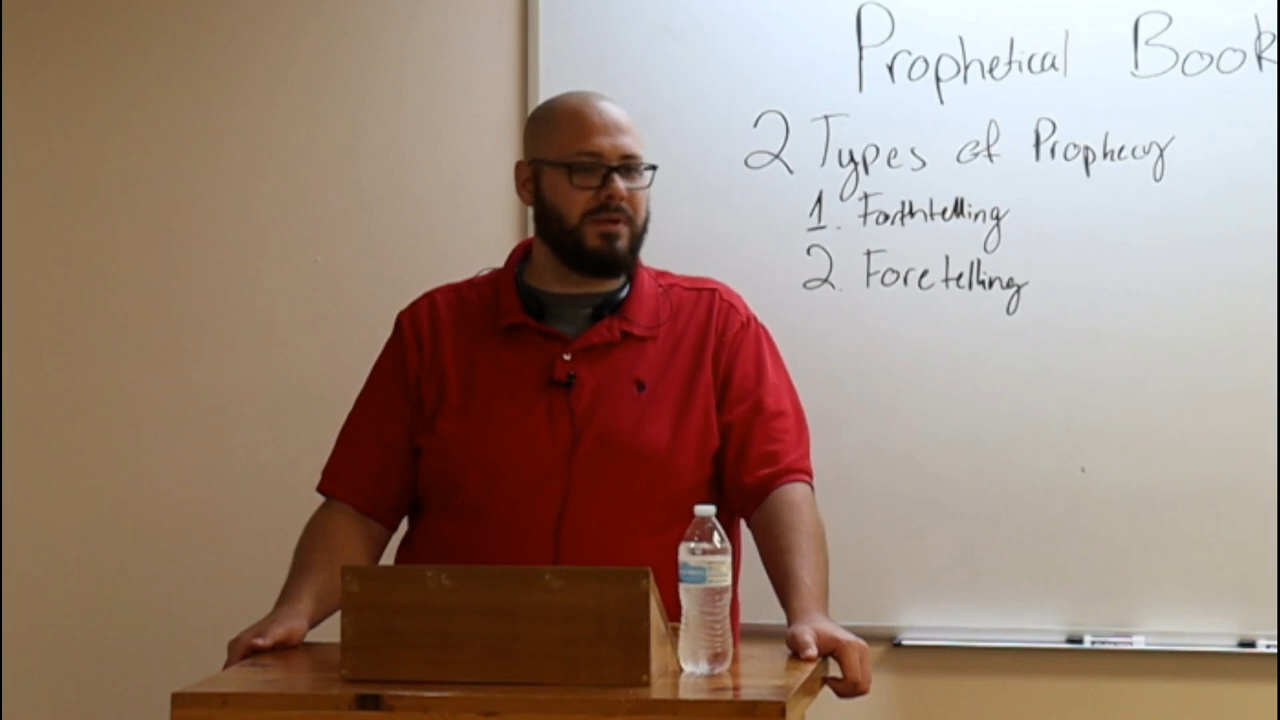 Prophetical Book
2 Types of Prophecy
1. Forthtelling
2. Foretelling